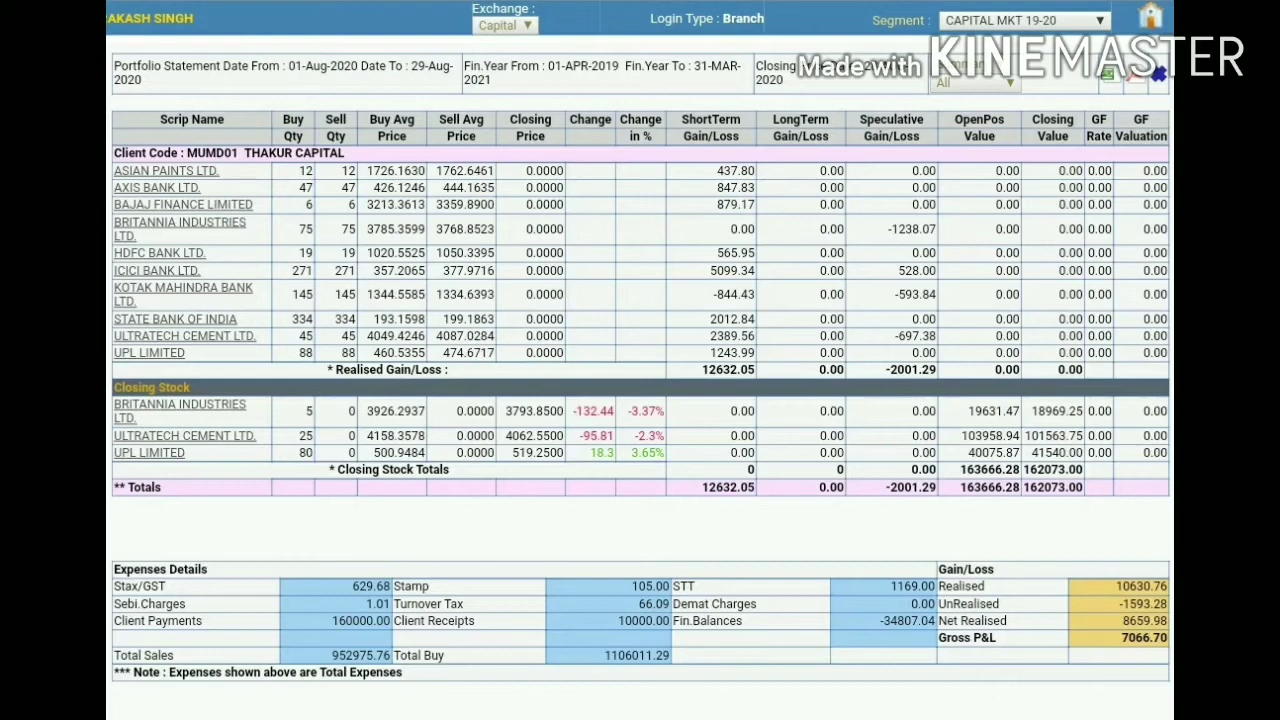 AKASH SINGH
Exchange :
Capital ▼
Login Type : Branch
Segment : CAPITAL MKT 19-20 ▼
Made with KINEMASTER
Portfolio Statement Date From : 01-Aug-2020 Date To : 29-Aug-2020
Fin.Year From : 01-APR-2019 Fin.Year To : 31-MAR-2021
Closing
2020
All ▼
Scrip Name Buy Qty Sell Qty Buy Avg Price Sell Avg Price Closing Price Change Change in % ShortTerm Gain/Loss LongTerm Gain/Loss Speculative Gain/Loss OpenPos Value Closing Value GF Rate GF Valuation
Client Code : MUMD01 THAKUR CAPITAL
ASIAN PAINTS LTD. 12 12 1726.1630 1762.6461 0.0000 437.80 0.00 0.00 0.00 0.00 0.00 0.00
AXIS BANK LTD. 47 47 426.1246 444.1635 0.0000 847.83 0.00 0.00 0.00 0.00 0.00 0.00
BAJAJ FINANCE LIMITED 6 6 3213.3613 3359.8900 0.0000 879.17 0.00 0.00 0.00 0.00 0.00 0.00
BRITANNIA INDUSTRIES LTD. 75 75 3785.3599 3768.8523 0.0000 0.00 0.00 -1238.07 0.00 0.00 0.00 0.00
HDFC BANK LTD. 19 19 1020.5525 1050.3395 0.0000 565.95 0.00 0.00 0.00 0.00 0.00 0.00
ICICI BANK LTD. 271 271 357.2065 377.9716 0.0000 5099.34 0.00 528.00 0.00 0.00 0.00 0.00
KOTAK MAHINDRA BANK LTD. 145 145 1344.5585 1334.6393 0.0000 -844.43 0.00 -593.84 0.00 0.00 0.00 0.00
STATE BANK OF INDIA 334 334 193.1598 199.1863 0.0000 2012.84 0.00 0.00 0.00 0.00 0.00 0.00
ULTRATECH CEMENT LTD. 45 45 4049.4246 4087.0284 0.0000 2389.56 0.00 -697.38 0.00 0.00 0.00 0.00
UPL LIMITED 88 88 460.5355 474.6717 0.0000 1243.99 0.00 0.00 0.00 0.00 0.00 0.00
* Realised Gain/Loss : 12632.05 0.00 -2001.29 0.00 0.00
Closing Stock
BRITANNIA INDUSTRIES LTD. 5 0 3926.2937 0.0000 3793.8500 -132.44 -3.37% 0.00 0.00 0.00 19631.47 18969.25 0.00 0.00
ULTRATECH CEMENT LTD. 25 0 4158.3578 0.0000 4062.5500 -95.81 -2.3% 0.00 0.00 0.00 103958.94 101563.75 0.00 0.00
UPL LIMITED 80 0 500.9484 0.0000 519.2500 18.3 3.65% 0.00 0.00 0.00 40075.87 41540.00 0.00 0.00
* Closing Stock Totals 0 0 0.00 163666.28 162073.00
** Totals 12632.05 0.00 -2001.29 163666.28 162073.00
Expenses Details Gain/Loss
Stax/GST 629.68 Stamp 105.00 STT 1169.00 Realised 10630.76
Sebi.Charges 1.01 Turnover Tax 66.09 Demat Charges 0.00 UnRealised -1593.28
Client Payments 160000.00 Client Receipts 10000.00 Fin.Balances -34807.04 Net Realised 8659.98
Gross P&L 7066.70
Total Sales 952975.76 Total Buy 1106011.29
*** Note : Expenses shown above are Total Expenses